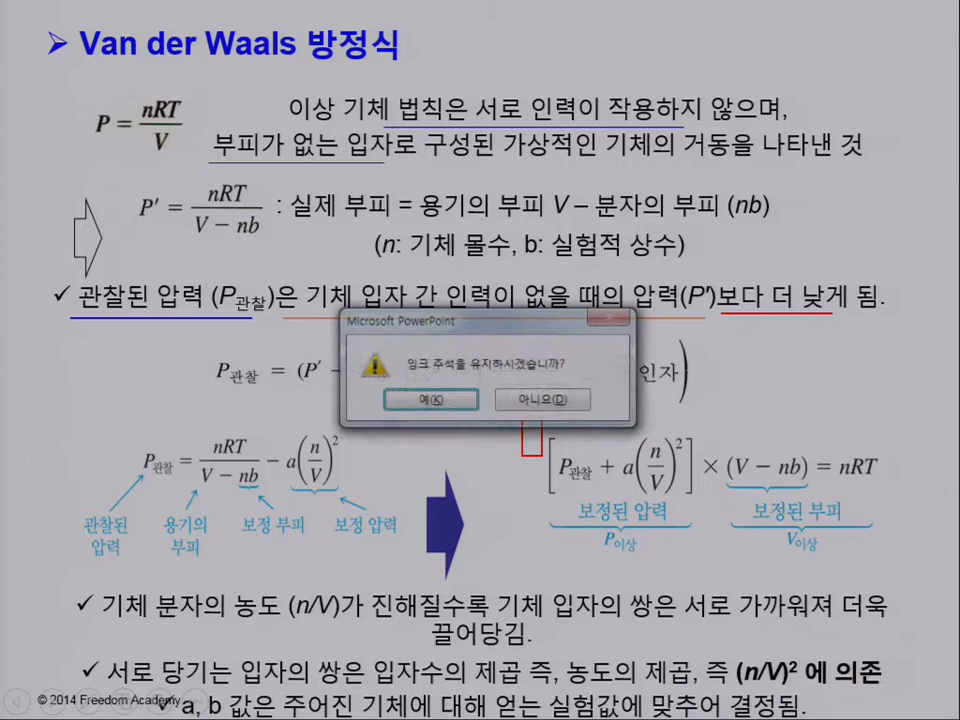 ➢ Van der Waals 방정식
P = nRT / V
이상 기체 법칙은 서로 인력이 작용하지 않으며,
부피가 없는 입자로 구성된 가상적인 기체의 거동을 나타낸 것
P′ = nRT / (V − nb) : 실제 부피 = 용기의 부피 V – 분자의 부피 (nb)
(n: 기체 몰수, b: 실험적 상수)
✓ 관찰된 압력 (P관찰)은 기체 입자 간 인력이 없을 때의 압력(P′)보다 더 낮게 됨.
Microsoft PowerPoint
잉크 주석을 유지하시겠습니까?
예(K) 아니요(D)
P관찰 = (P′ − 인자)
P관찰 = nRT / (V − nb) − a(n/V)²
관찰된 압력 용기의 부피 보정 부피 보정 압력
[P관찰 + a(n/V)²] × (V − nb) = nRT
보정된 압력 보정된 부피
P이상 V이상
✓ 기체 분자의 농도 (n/V)가 진해질수록 기체 입자의 쌍은 서로 가까워져 더욱
끌어당김.
✓ 서로 당기는 입자의 쌍은 입자수의 제곱 즉, 농도의 제곱, 즉 (n/V)² 에 의존
© 2014 Freedom Academy
✓ a, b 값은 주어진 기체에 대해 얻는 실험값에 맞추어 결정됨.